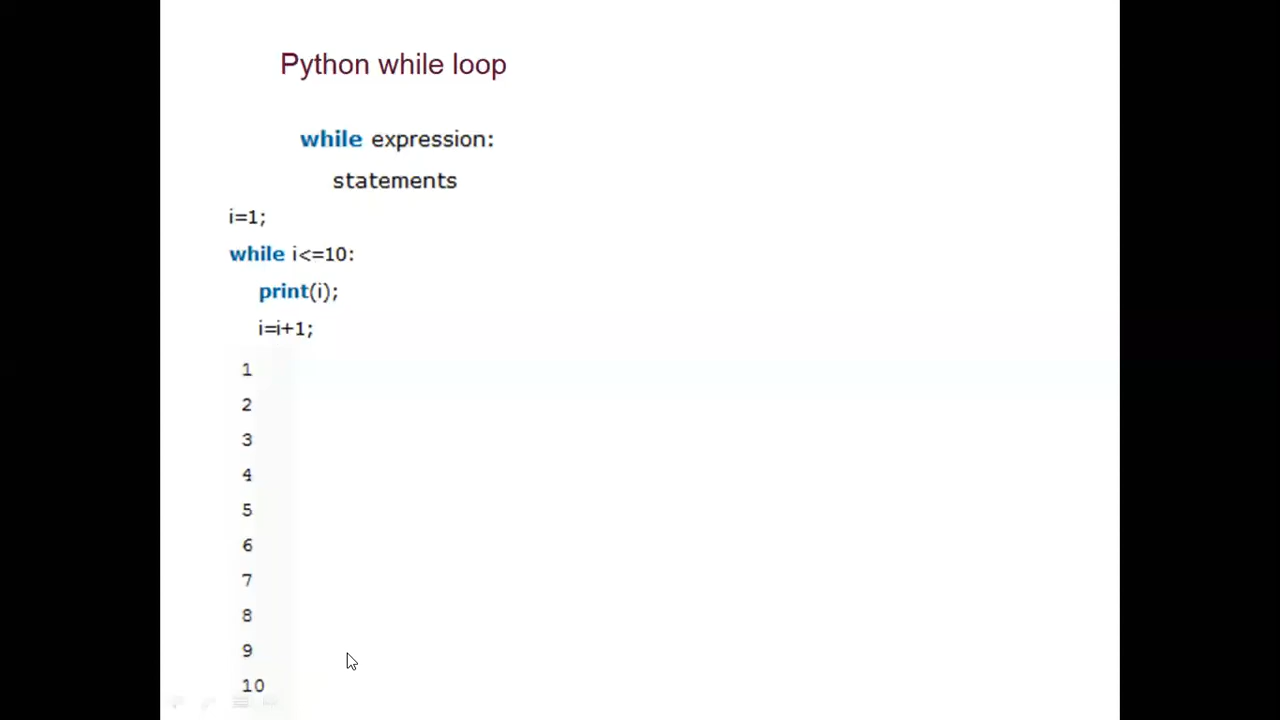 Python while loop
while expression:
statements
i=1;
while i<=10:
print(i);
i=i+1;
1
2
3
4
5
6
7
8
9
10